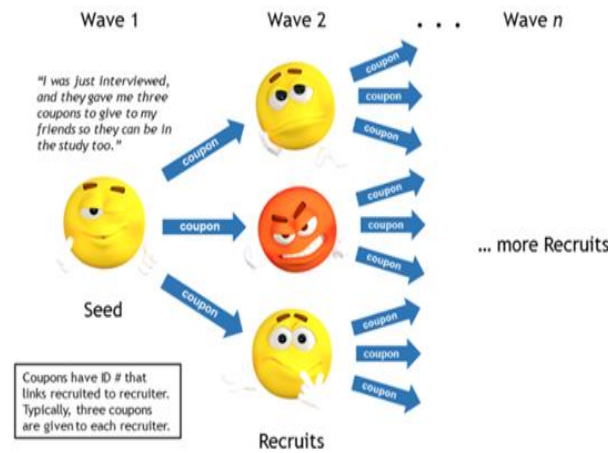 Wave 1
Wave 2
. . .
Wave n
"I was just interviewed,
and they gave me three
coupons to give to my
friends so they can be in
the study too."
coupon
coupon
coupon
coupon
coupon
coupon
coupon
coupon
coupon
coupon
coupon
coupon
... more Recruits
Seed
Coupons have ID # that
links recruited to recruiter.
Typically, three coupons
are given to each recruiter.
Recruits